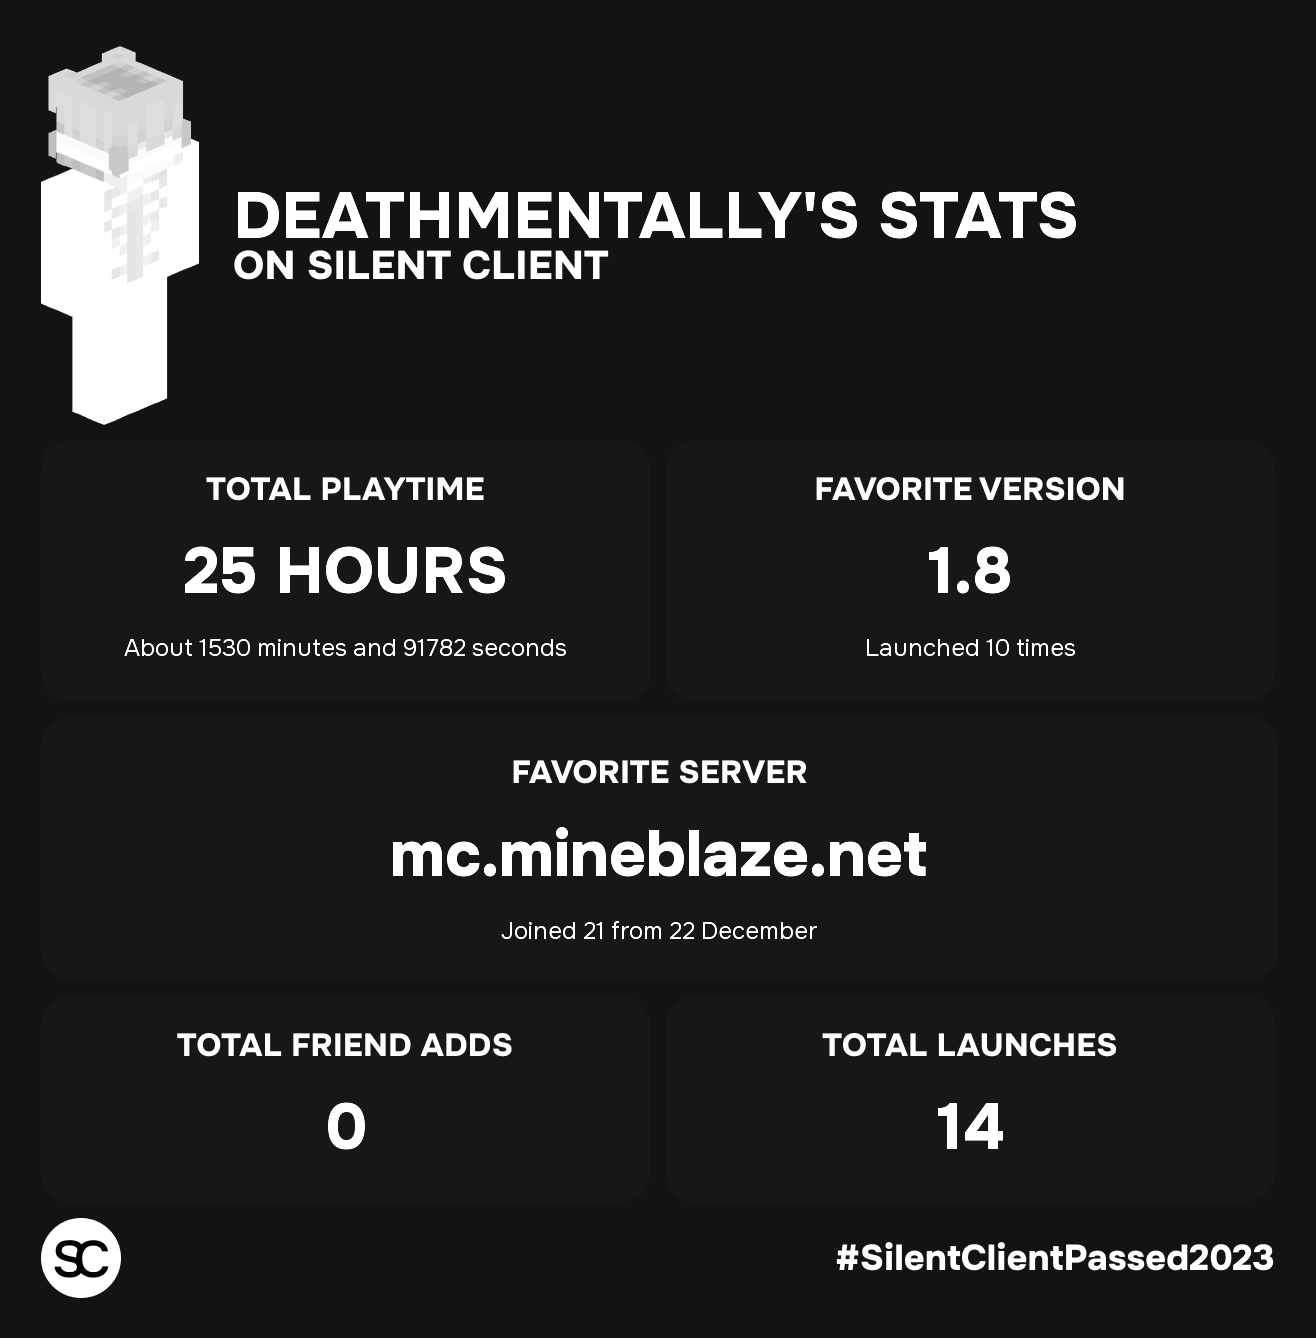 DEATHMENTALLY'S STATS
ON SILENT CLIENT
TOTAL PLAYTIME
25 HOURS
About 1530 minutes and 91782 seconds
FAVORITE VERSION
1.8
Launched 10 times
FAVORITE SERVER
mc.mineblaze.net
Joined 21 from 22 December
TOTAL FRIEND ADDS
0
TOTAL LAUNCHES
14
SC
#SilentClientPassed2023